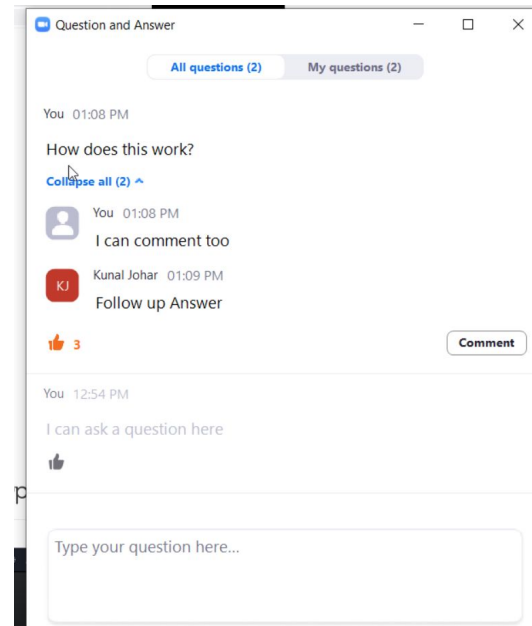 Question and Answer
All questions (2) My questions (2)
You 01:08 PM
How does this work?
Collapse all (2)
You 01:08 PM
I can comment too
KJ Kunal Johar 01:09 PM
Follow up Answer
3 Comment
You 12:54 PM
I can ask a question here
p
Type your question here...